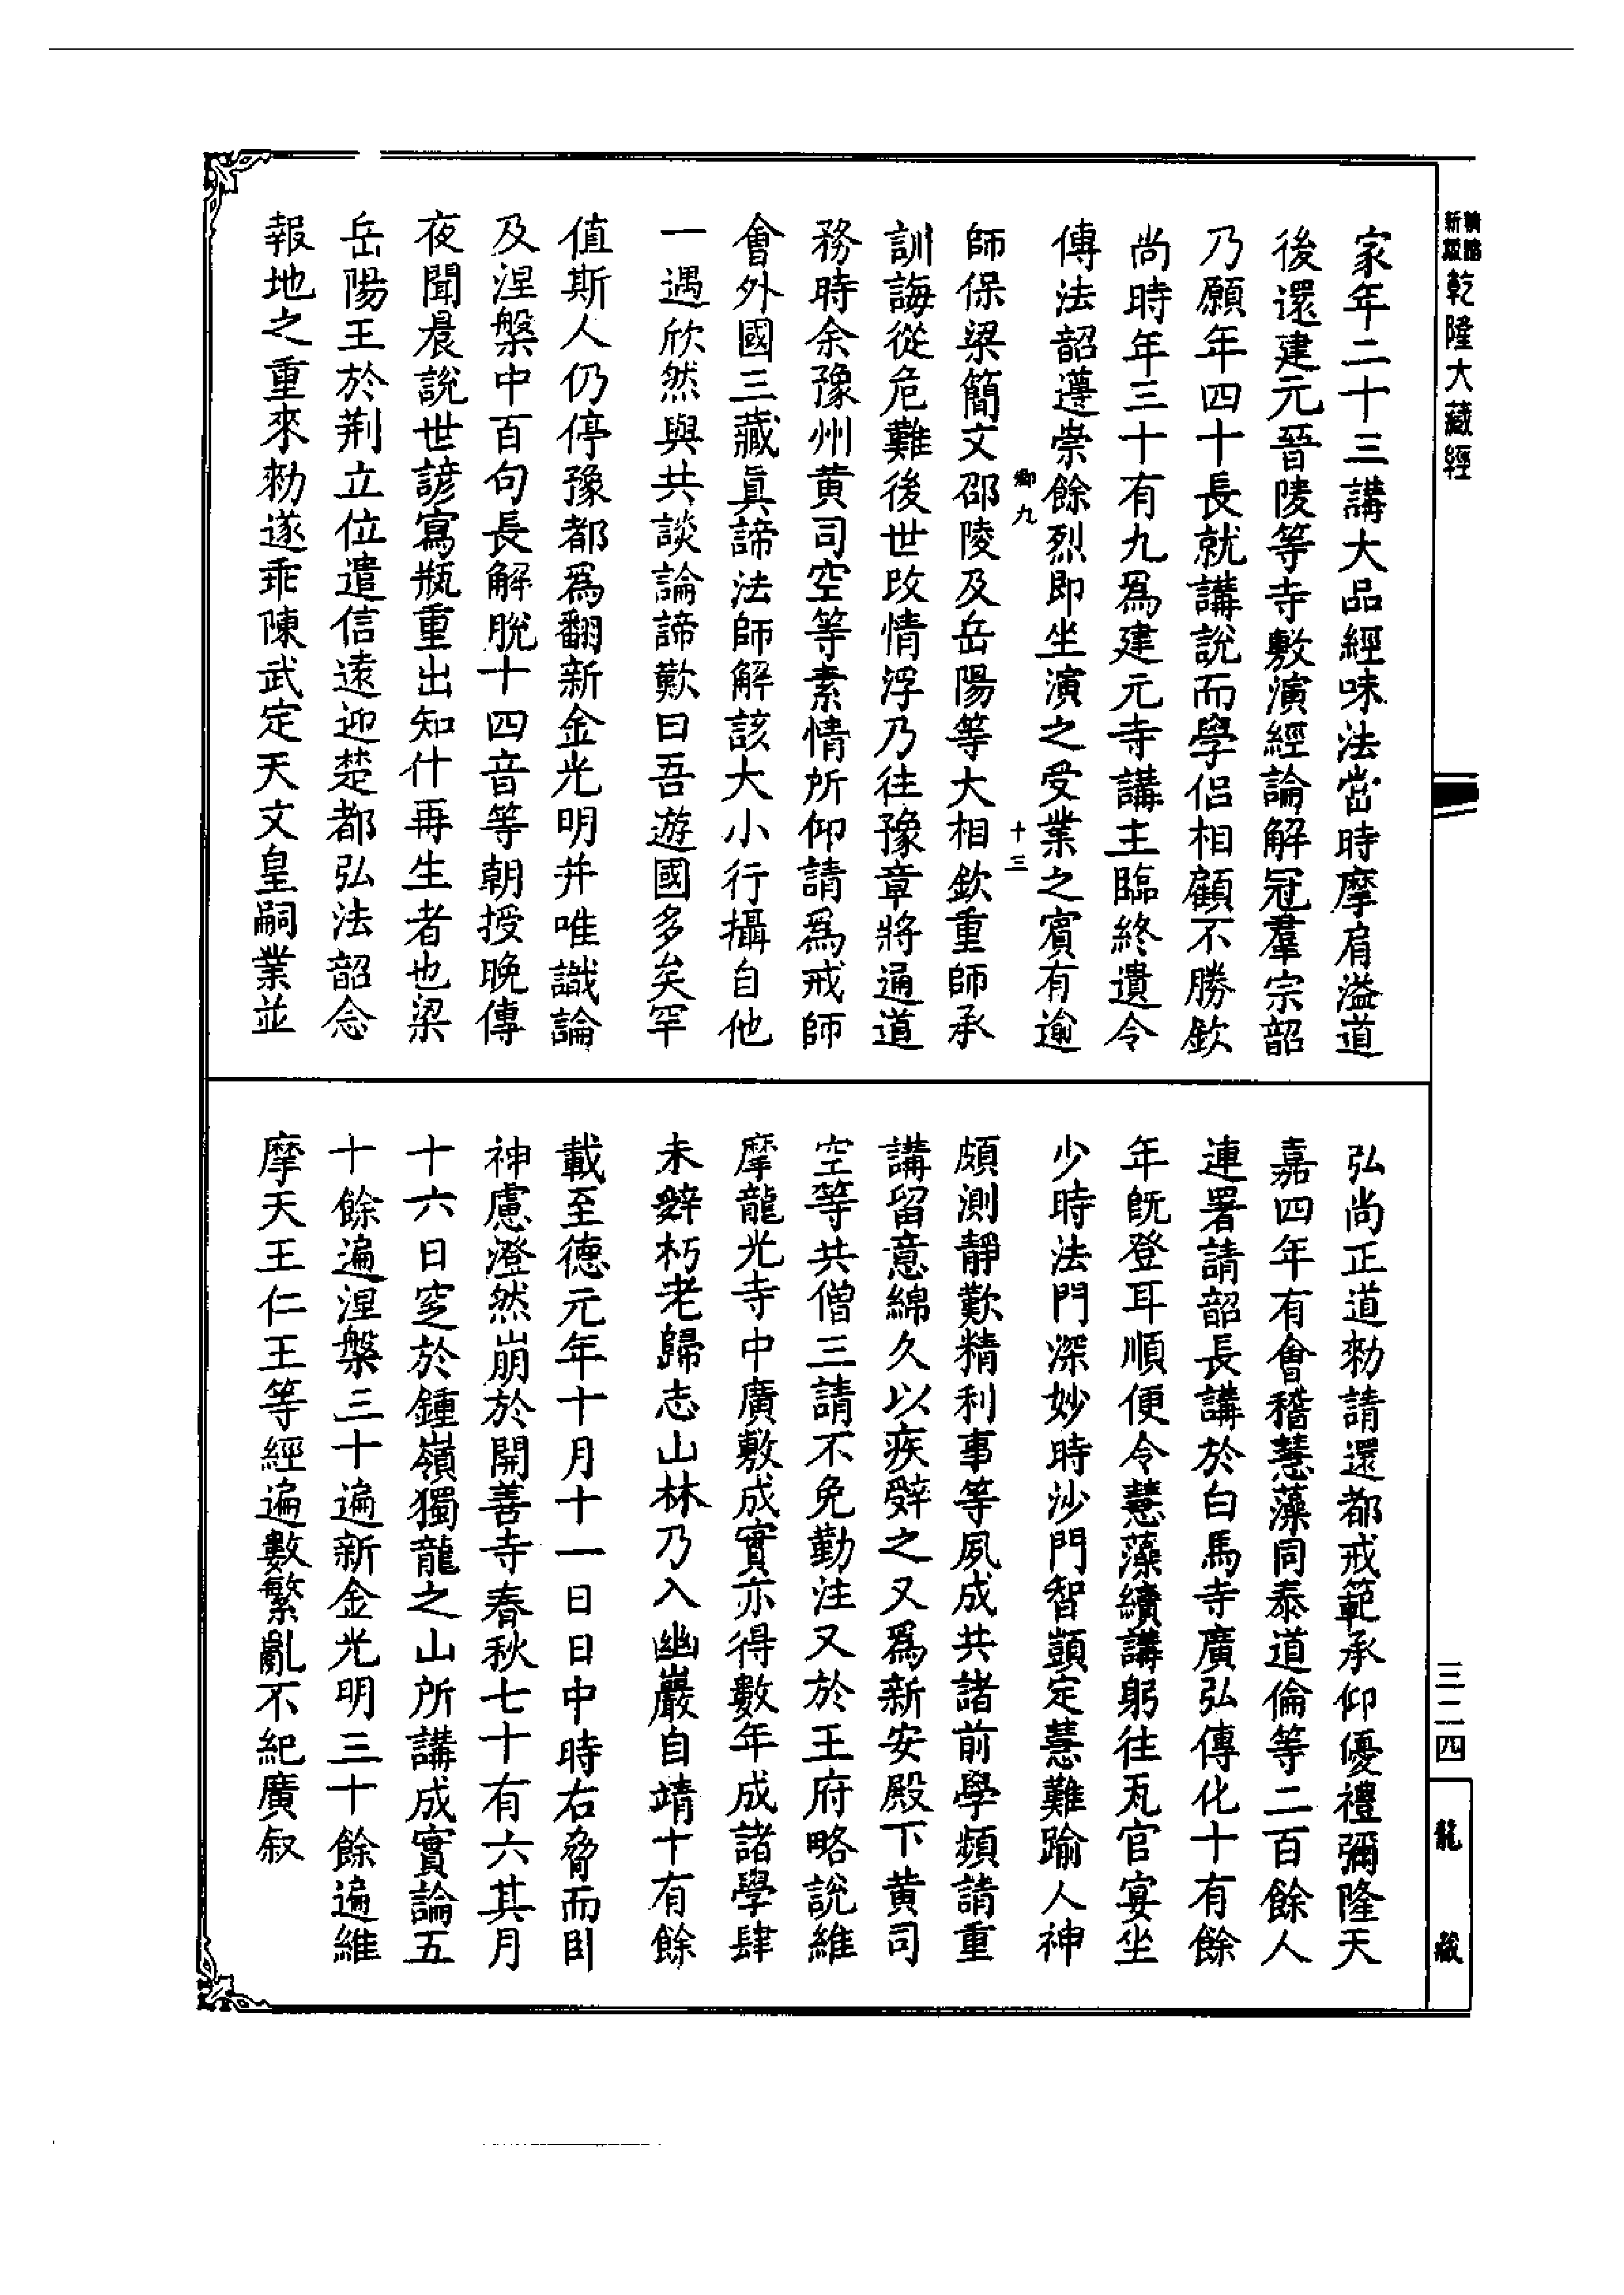 新版
乾隆大藏經
家年二十三講大品經味法當時摩肩溢道
後還建元晉陵等寺敷演經論解冠羣宗韶
乃願年四十長就講說而學侶相顧不勝欽
尚時年三十有九爲建元寺講主臨終遺令
傳法韶遵崇餘烈即坐演之受業之賓有逾
卿九
十三
師保梁簡文邵陵及岳陽等大相欽重師承
訓誨從危難後世改情浮乃往豫章將通道
務時余豫州黄司空等素情所仰請爲戒師
會外國三藏眞諦法師解該大小行攝自他
一遇欣然與共談論諦歎曰吾遊國多矣罕
值斯人仍停豫都爲翻新金光明并唯識論
及涅槃中百句長解脫十四音等朝授晚傳
夜聞晨說世諺寫瓶重出知什再生者也梁
岳陽王於荆立位遣信遠迎楚都弘法韶念
報地之重來勑遂乖陳武定天文皇嗣業並
弘尚正道勑請還都戒範承仰優禮彌隆天
嘉四年有會稽慧藻同泰道倫等二百餘人
連署請韶長講於白馬寺廣弘傳化十有餘
年旣登耳順便令慧藻續講躬往瓦官宴坐
少時法門深妙時沙門智顗定慧難踰人神
頗測靜歎精利事等夙成共諸前學頻請重
講留意綿久以疾辭之又爲新安殿下黄司
空等共僧三請不免勤注又於王府略說維
摩龍光寺中廣敷成實亦得數年成諸學肆
未辭朽老歸志山林乃入幽巖自靖十有餘
載至德元年十月十一日日中時右脅而臥
神慮澄然崩於開善寺春秋七十有六其月
十六日窆於鍾嶺獨龍之山所講成實論五
十餘遍涅槃三十遍新金光明三十餘遍維
摩天王仁王等經遍數繁亂不紀廣叙
三二四
龍藏